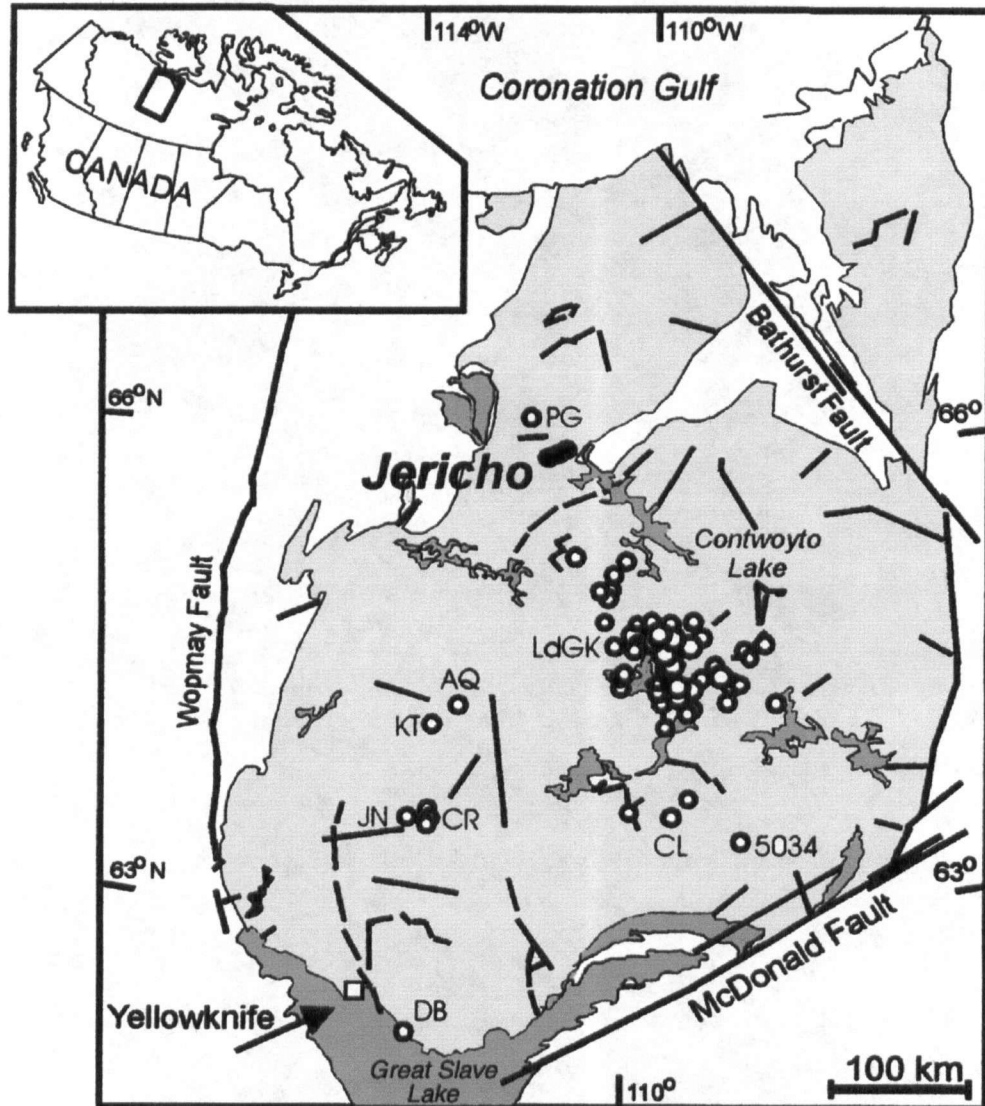 114°W
110°W
Coronation Gulf
CANADA
Bathurst Fault
66° N
66°
PG
Jericho
Contwoyto
Lake
Wopmay Fault
LdGK
AQ
KT
JN
CR
CL
5034
63° N
63°
McDonald Fault
Yellowknife
DB
Great Slave
Lake
110°
100 km